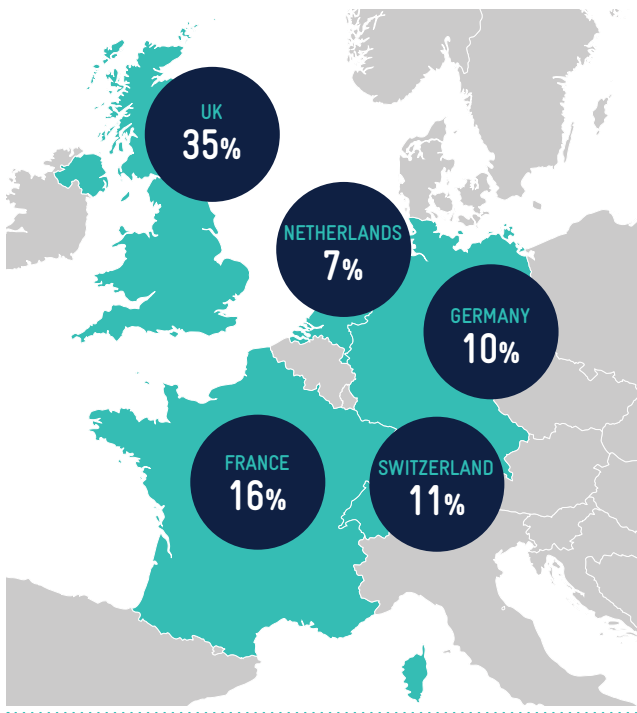 UK
35%
NETHERLANDS
7%
GERMANY
10%
FRANCE
16%
SWITZERLAND
11%